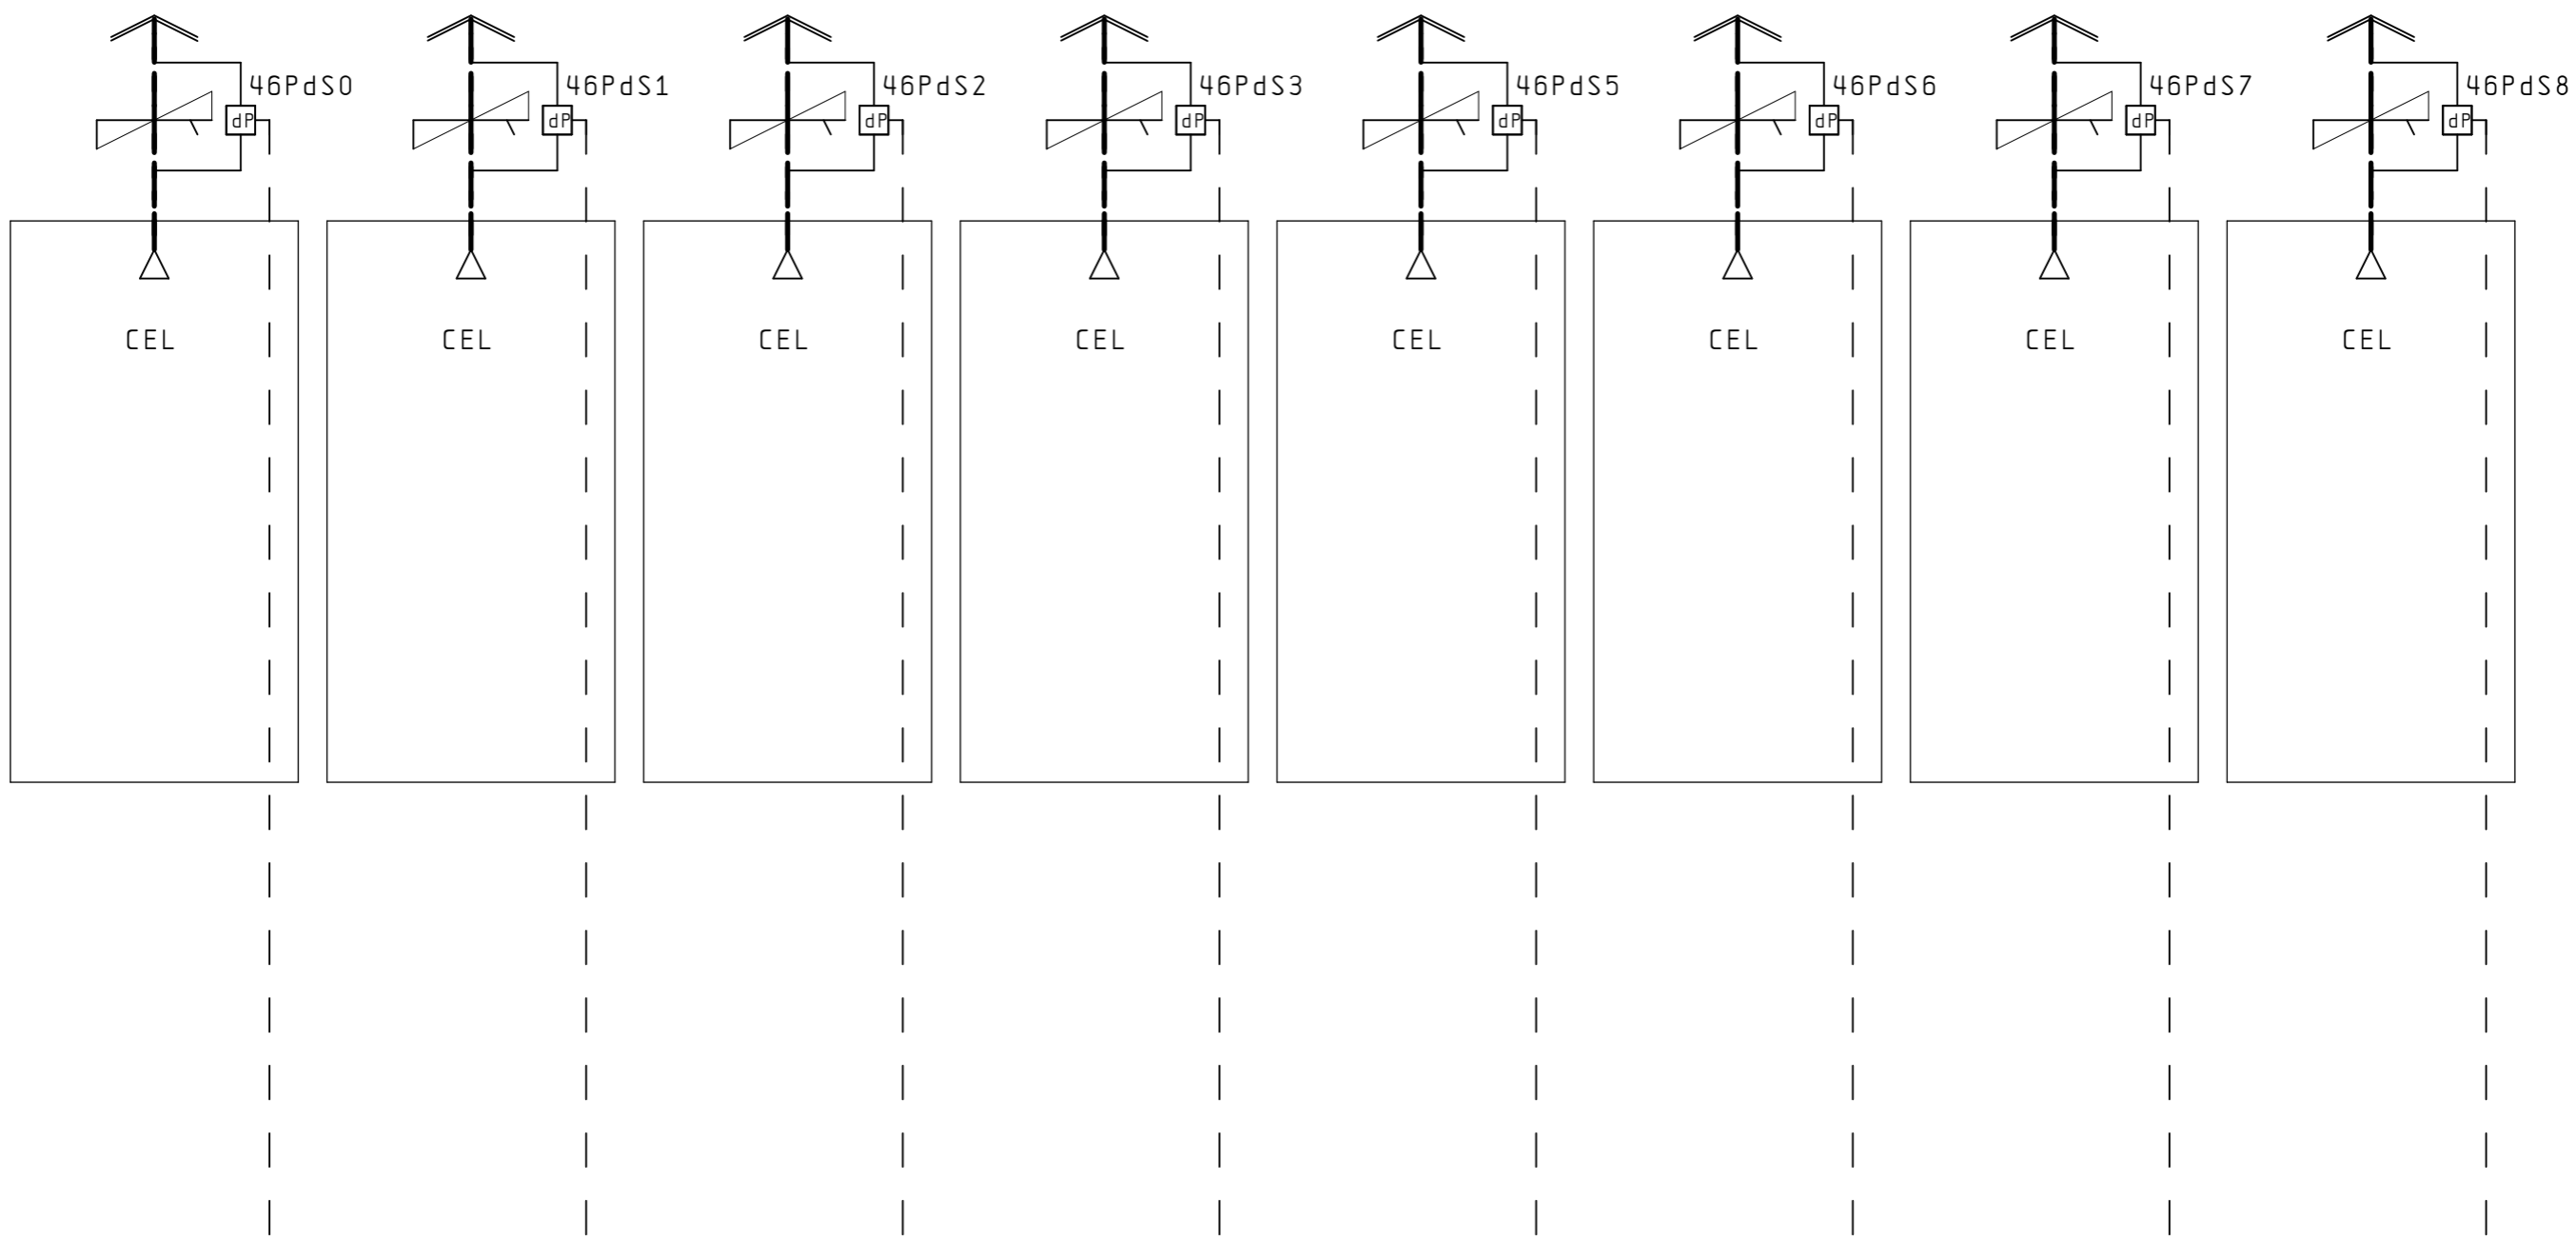 46PdS0 46PdS1 46PdS2 46PdS3 46PdS5 46PdS6 46PdS7 46PdS8
dP dP dP dP dP dP dP dP
CEL CEL CEL CEL CEL CEL CEL CEL